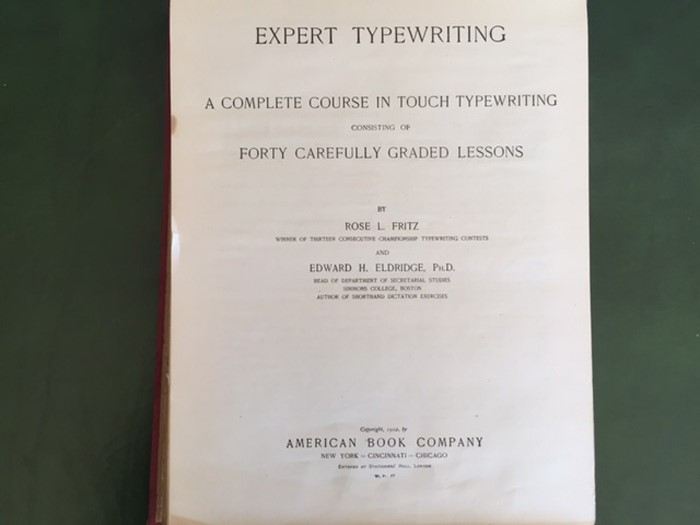 EXPERT TYPEWRITING
A COMPLETE COURSE IN TOUCH TYPEWRITING
CONSISTING OF
FORTY CAREFULLY GRADED LESSONS
BY
ROSE L. FRITZ
WINNER OF THIRTEEN CONSECUTIVE CHAMPIONSHIP TYPEWRITING CONTESTS
AND
EDWARD H. ELDRIDGE, PH.D.
HEAD OF DEPARTMENT OF SECRETARIAL STUDIES
SIMMONS COLLEGE, BOSTON
AUTHOR OF SHORTHAND DICTATION EXERCISES
Copyright, by
AMERICAN BOOK COMPANY
NEW YORK – CINCINNATI – CHICAGO
ENTERED AT STATIONERS' HALL, LONDON